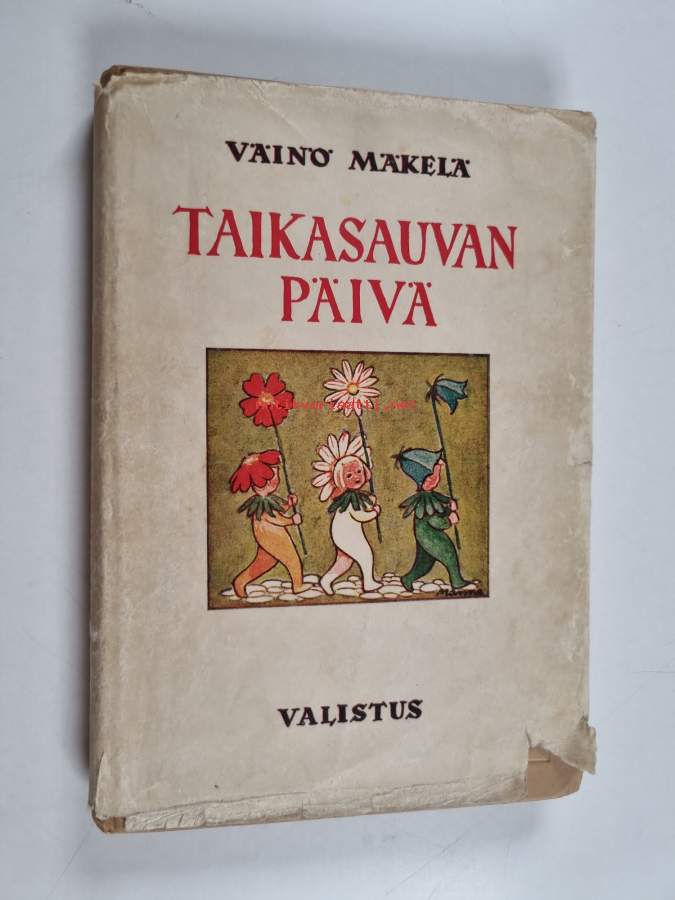 VÄINÖ MÄKELÄ
TAIKASAUVAN
PÄIVÄ
VALISTUS